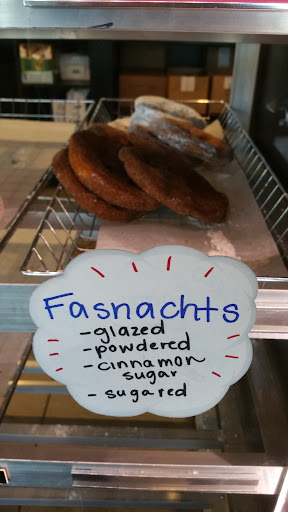 Fasnachts
- glazed
- powdered
- cinnamon
sugar
- sugared